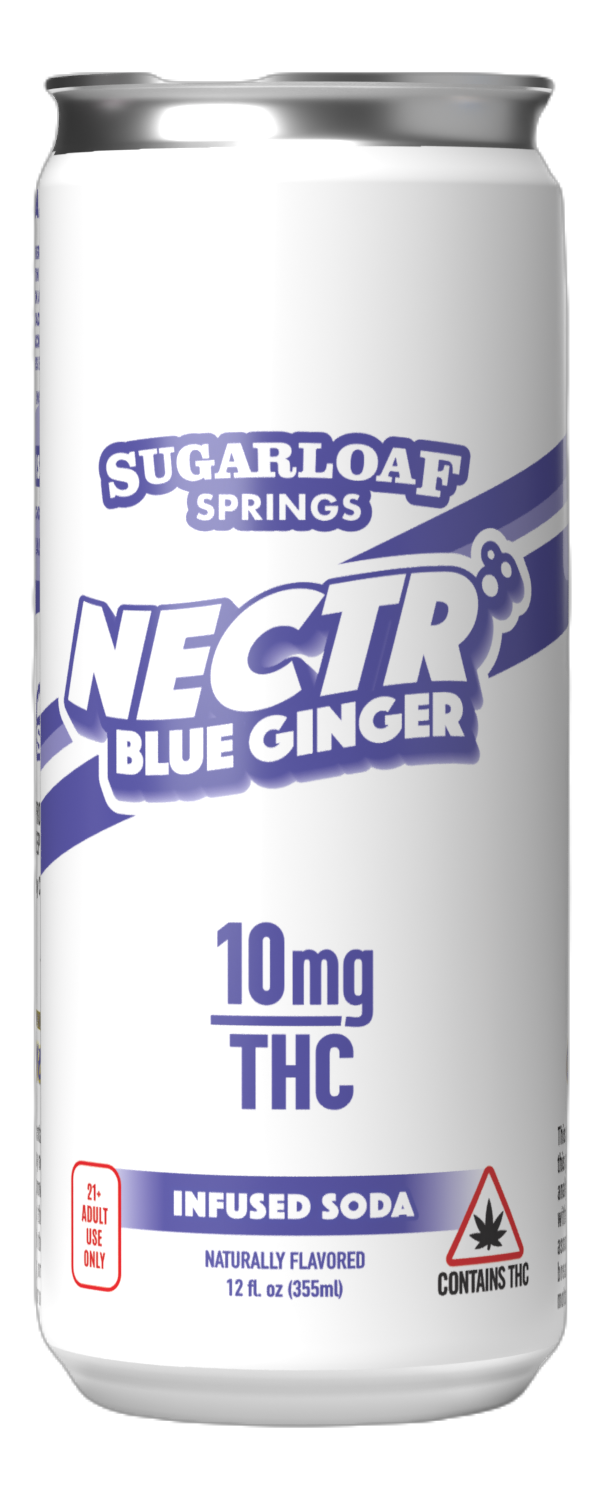 SUGARLOAF
SPRINGS
NECTR
BLUE GINGER
10mg
THC
21+
ADULT
USE
ONLY
INFUSED SODA
NATURALLY FLAVORED
12 fl. oz (355ml)
CONTAINS THC